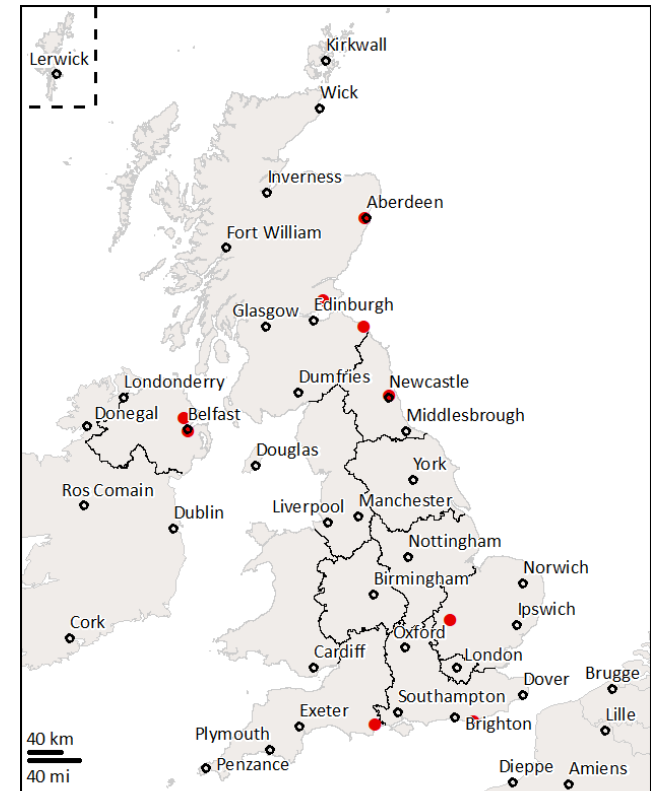 Kirkwall
Lerwick
Wick
Inverness
Aberdeen
Fort William
Edinburgh
Glasgow
Dumfries
Londonderry
Newcastle
Donegal
Belfast
Middlesbrough
Douglas
York
Ros Comain
Manchester
Liverpool
Dublin
Nottingham
Norwich
Birmingham
Ipswich
Cork
Oxford
Cardiff
London
Dover
Brugge
Southampton
Exeter
Lille
Brighton
Plymouth
40 km
Penzance
Dieppe
Amiens
40 mi